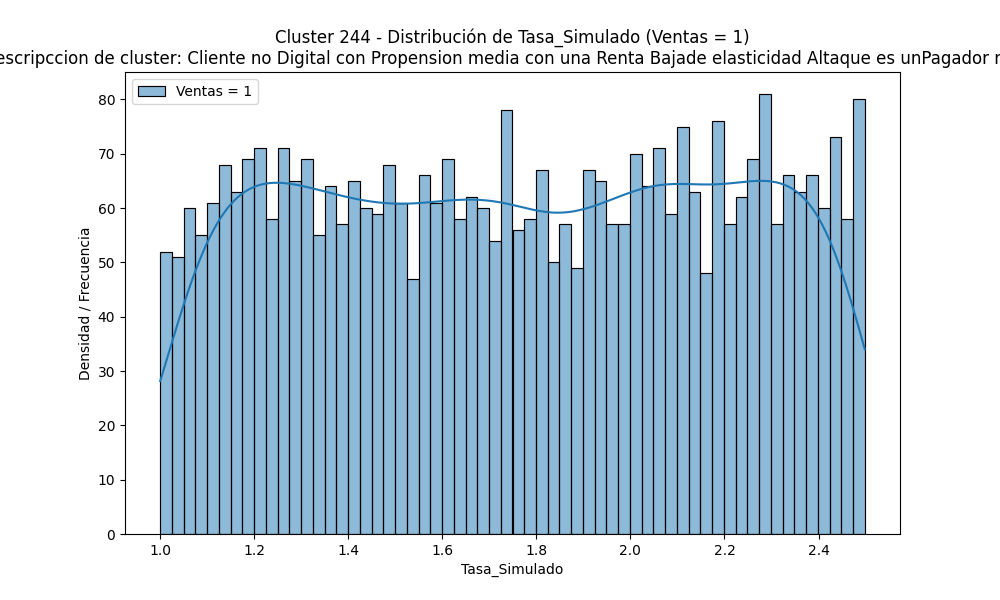 Cluster 244 - Distribución de Tasa_Simulado (Ventas = 1)
escripccion de cluster: Cliente no Digital con Propension media con una Renta Bajade elasticidad Altaque es unPagador
Ventas = 1
Densidad / Frecuencia
80
70
60
50
40
30
20
10
0
1.0 1.2 1.4 1.6 1.8 2.0 2.2 2.4
Tasa_Simulado